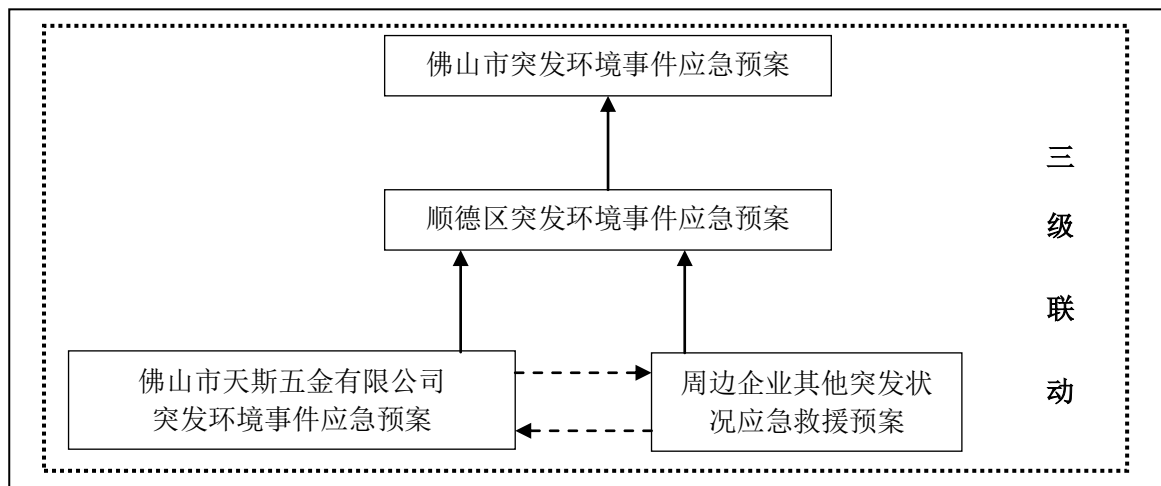 佛山市突发环境事件应急预案
顺德区突发环境事件应急预案
佛山市天斯五金有限公司
突发环境事件应急预案
周边企业其他突发状
况应急救援预案
三
级
联
动